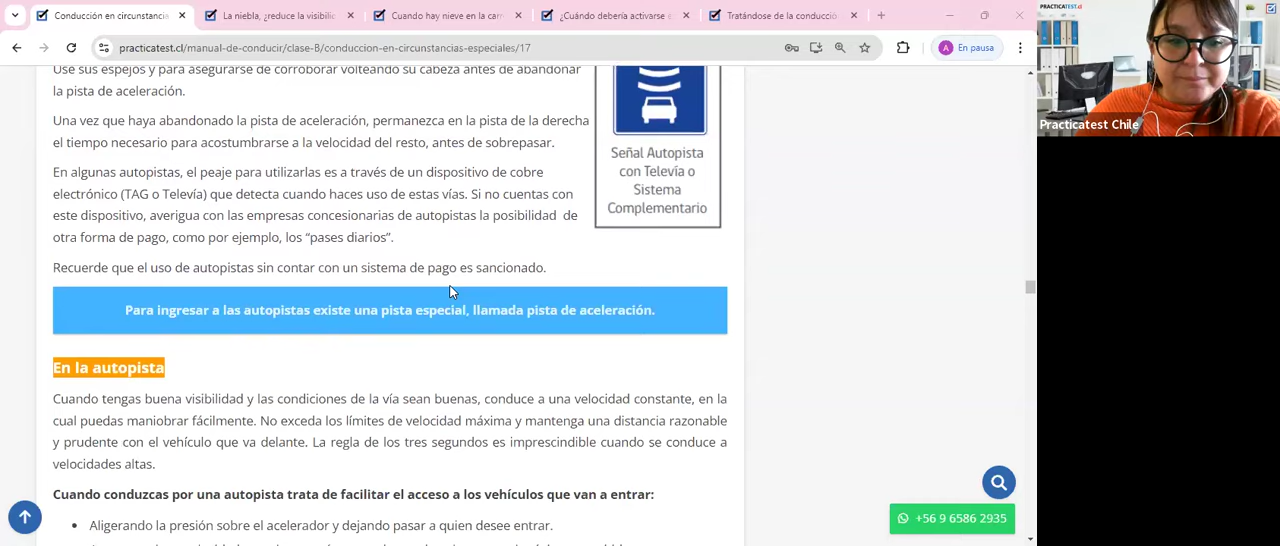 Conducción en circunstancia
La niebla, ¿reduce la visibilid
Cuando hay nieve en la carr
¿Cuándo debería activarse e
Tratándose de la conducció
practicatest.cl/manual-de-conducir/clase-B/conduccion-en-circunstancias-especiales/17
A En pausa
Use sus espejos y para asegurarse de corroborar volteando su cabeza antes de abandonar
la pista de aceleración.
Una vez que haya abandonado la pista de aceleración, permanezca en la pista de la derecha
el tiempo necesario para acostumbrarse a la velocidad del resto, antes de sobrepasar.
En algunas autopistas, el peaje para utilizarlas es a través de un dispositivo de cobre
electrónico (TAG o Televía) que detecta cuando haces uso de estas vías. Si no cuentas con
este dispositivo, averigua con las empresas concesionarias de autopistas la posibilidad de
otra forma de pago, como por ejemplo, los “pases diarios”.
Recuerde que el uso de autopistas sin contar con un sistema de pago es sancionado.
Señal Autopista
con Televía o
Sistema
Complementario
Para ingresar a las autopistas existe una pista especial, llamada pista de aceleración.
En la autopista
Cuando tengas buena visibilidad y las condiciones de la vía sean buenas, conduce a una velocidad constante, en la
cual puedas maniobrar fácilmente. No exceda los límites de velocidad máxima y mantenga una distancia razonable
y prudente con el vehículo que va delante. La regla de los tres segundos es imprescindible cuando se conduce a
velocidades altas.
Cuando conduzcas por una autopista trata de facilitar el acceso a los vehículos que van a entrar:
Aligerando la presión sobre el acelerador y dejando pasar a quien desee entrar.
+56 9 6586 2935
PRACTICATEST.cl
Practicatest Chile